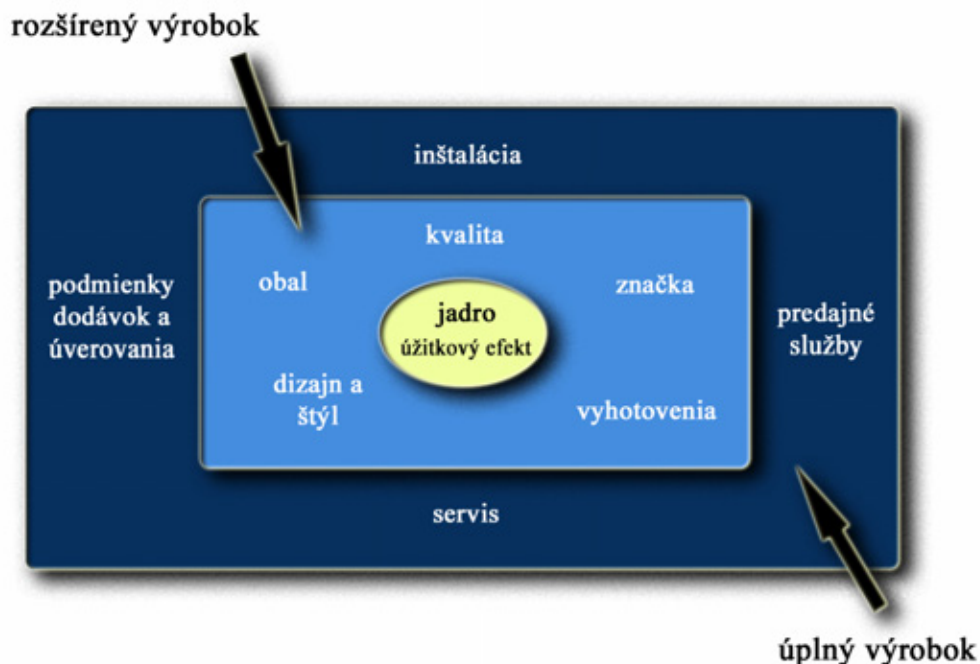 rozšírený výrobok
inštalácia
kvalita
obal
značka
podmienky
dodávok a
úverovania
jadro
úžitkový efekt
predajné
služby
dizajn a
štýl
vyhotovenia
servis
úplný výrobok